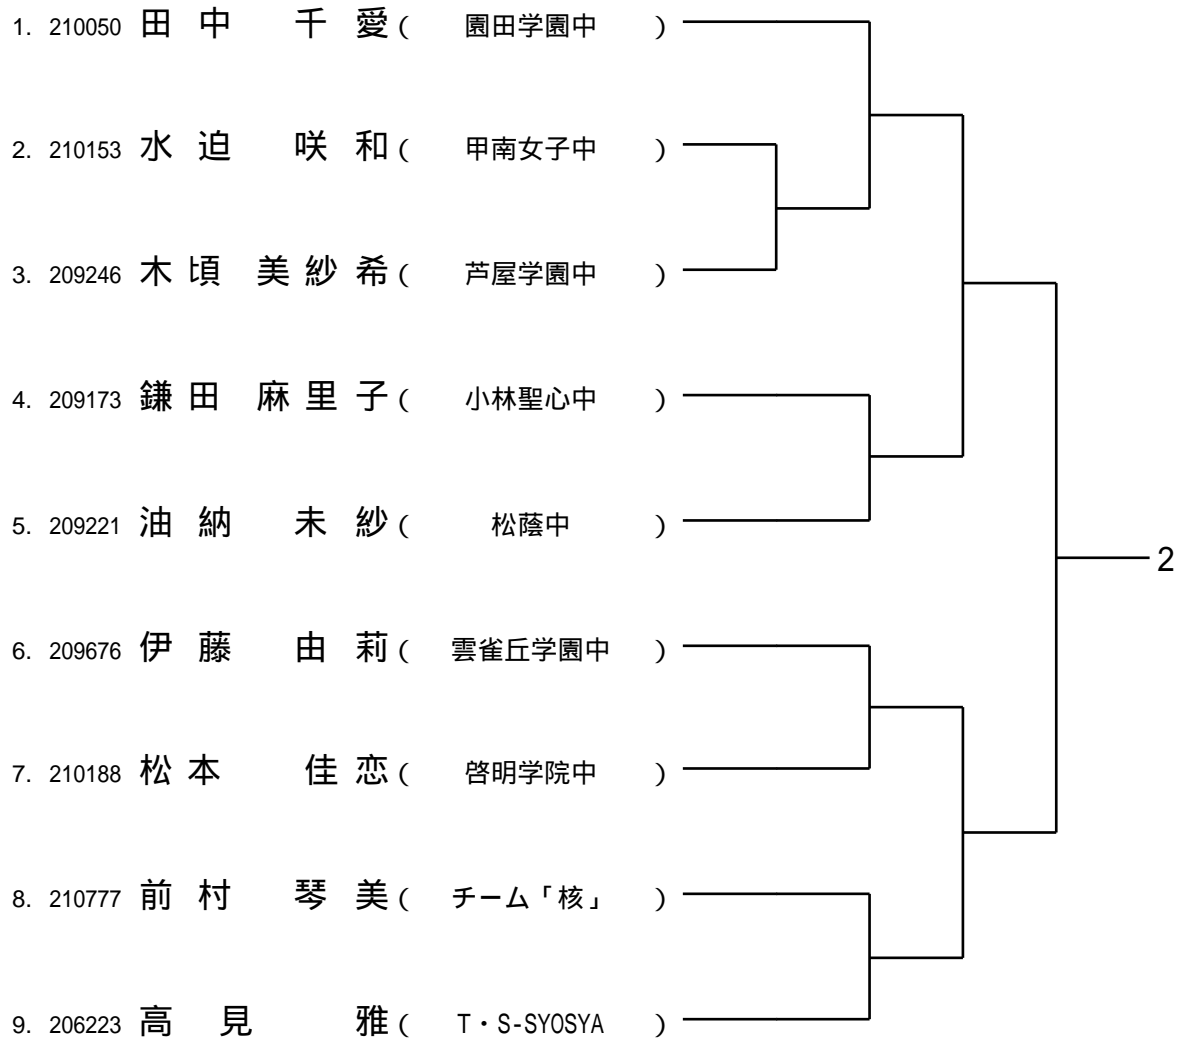 1. 210050 田中 千愛( 園田学園中 )
2. 210153 水迫 咲和( 甲南女子中 )
3. 209246 木頃 美紗希( 芦屋学園中 )
4. 209173 鎌田 麻里子( 小林聖心中 )
5. 209221 油納 未紗( 松蔭中 )
2
6. 209676 伊藤 由莉( 雲雀丘学園中 )
7. 210188 松本 佳恋( 啓明学院中 )
8. 210777 前村 琴美( チーム「核」 )
9. 206223 高見 雅( T・S-SYOSYA )